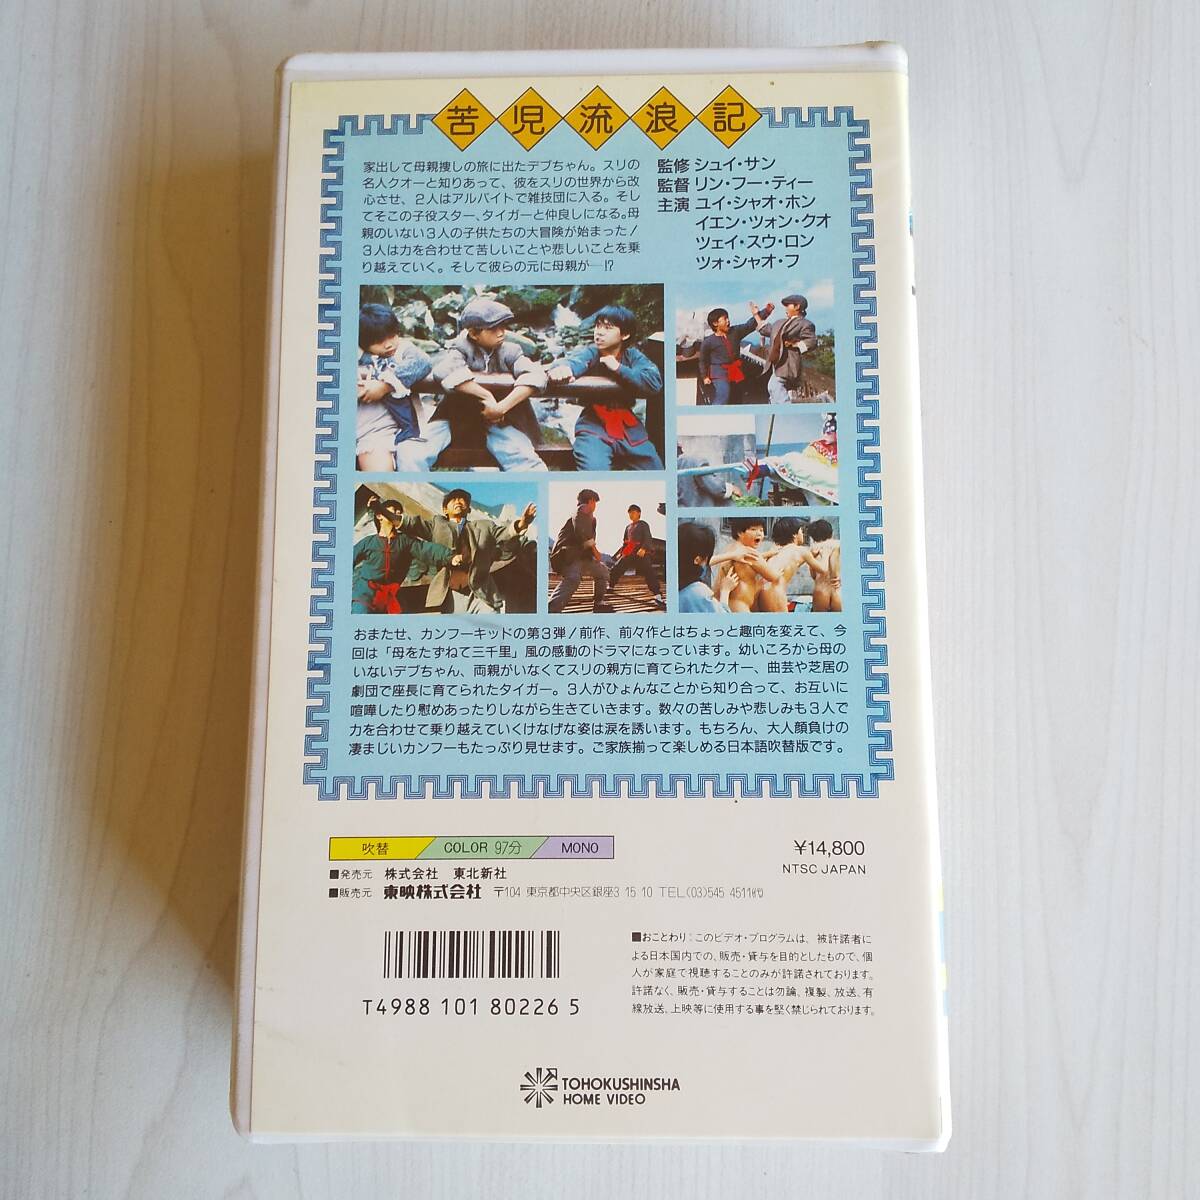 苦児流浪記
家出して母親捜しの旅に出たデブちゃん。スリの
名人クオーと知りあって、彼をスリの世界から改
心させ、2人はアルバイトで雑技団に入る。そし
てそこの子役スター、タイガーと仲良しになる。母
親のいない3人の子供たちの大冒険が始まった!
3人は力を合わせて苦しいことや悲しいことを乗
り越えていく。そして彼らの元に母親が─!?
監修 シュイ・サン
監督 リン・フー・ティー
主演 ユイ・シャオ・ホン
イエン・ツォン・クオ
ツェイ・スウ・ロン
ツォ・シャオ・フ
おまたせ、カンフーキッドの第3弾!前作、前々作とはちょっと趣向を変えて、今
回は「母をたずねて三千里」風の感動のドラマになっています。幼いころから母の
いないデブちゃん、両親がいなくてスリの親方に育てられたクオー、曲芸や芝居の
劇団で座長に育てられたタイガー。3人がひょんなことから知り合って、お互いに
喧嘩したり慰めあったりしながら生きていきます。数々の苦しみや悲しみも3人で
力を合わせて乗り越えていくけなげな姿は涙を誘います。もちろん、大人顔負けの
凄まじいカンフーもたっぷり見せます。ご家族揃って楽しめる日本語吹替版です。
吹替 COLOR 97分 MONO
¥14,800
NTSC JAPAN
■発売元 株式会社 東北新社
■販売元 東映株式会社 〒104 東京都中央区銀座3 15 10 TEL(03)545 4511㈹
■おことわり:このビデオ・プログラムは、被許諾者に
よる日本国内での、販売・貸与を目的としたもので、個
人が家庭で視聴することのみが許諾されております。
許諾なく、販売・貸与することは勿論、複製、放送、有
線放送、上映等に使用する事を堅く禁じられております。
T4988 101 80226 5
TOHOKUSHINSHA
HOME VIDEO